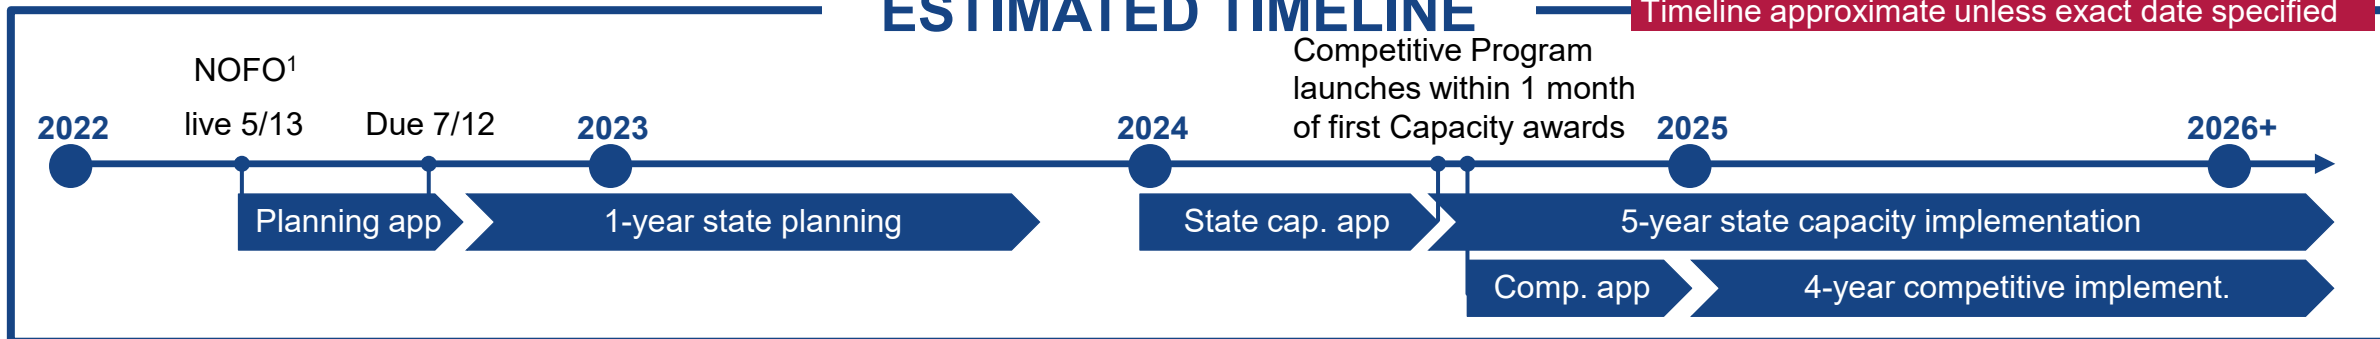 ESTIMATED TIMELINE
Timeline approximate unless exact date specified
NOFO1
live 5/13
Due 7/12
Competitive Program
launches within 1 month
of first Capacity awards
2022
2023
2024
2025
2026+
Planning app
1-year state planning
State cap. app
5-year state capacity implementation
Comp. app
4-year competitive implement.